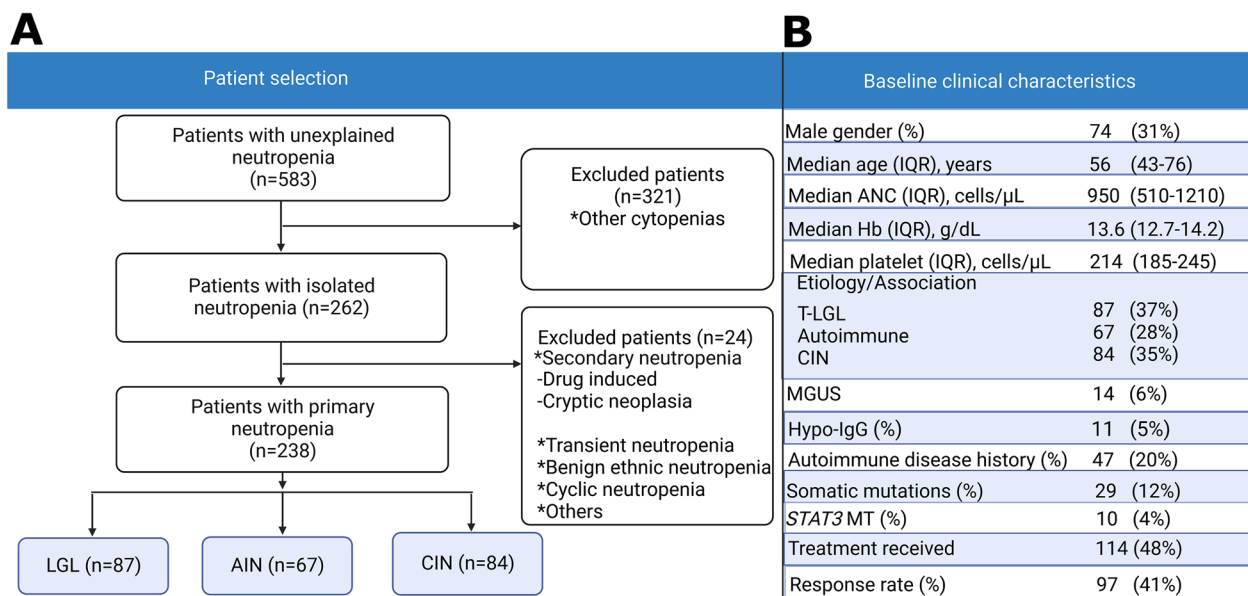 A
Patient selection
Patients with unexplained
neutropenia
(n=583)
Excluded patients
(n=321)
*Other cytopenias
Patients with isolated
neutropenia (n=262)
Excluded patients (n=24)
*Secondary neutropenia
-Drug induced
-Cryptic neoplasia
*Transient neutropenia
*Benign ethnic neutropenia
*Cyclic neutropenia
*Others
Patients with primary
neutropenia
(n=238)
LGL (n=87)
AIN (n=67)
CIN (n=84)
B
Baseline clinical characteristics
Male gender (%) 74 (31%)
Median age (IQR), years 56 (43-76)
Median ANC (IQR), cells/µL 950 (510-1210)
Median Hb (IQR), g/dL 13.6 (12.7-14.2)
Median platelet (IQR), cells/µL 214 (185-245)
Etiology/Association
T-LGL 87 (37%)
Autoimmune 67 (28%)
CIN 84 (35%)
MGUS 14 (6%)
Hypo-IgG (%) 11 (5%)
Autoimmune disease history (%) 47 (20%)
Somatic mutations (%) 29 (12%)
STAT3 MT (%) 10 (4%)
Treatment received 114 (48%)
Response rate (%) 97 (41%)